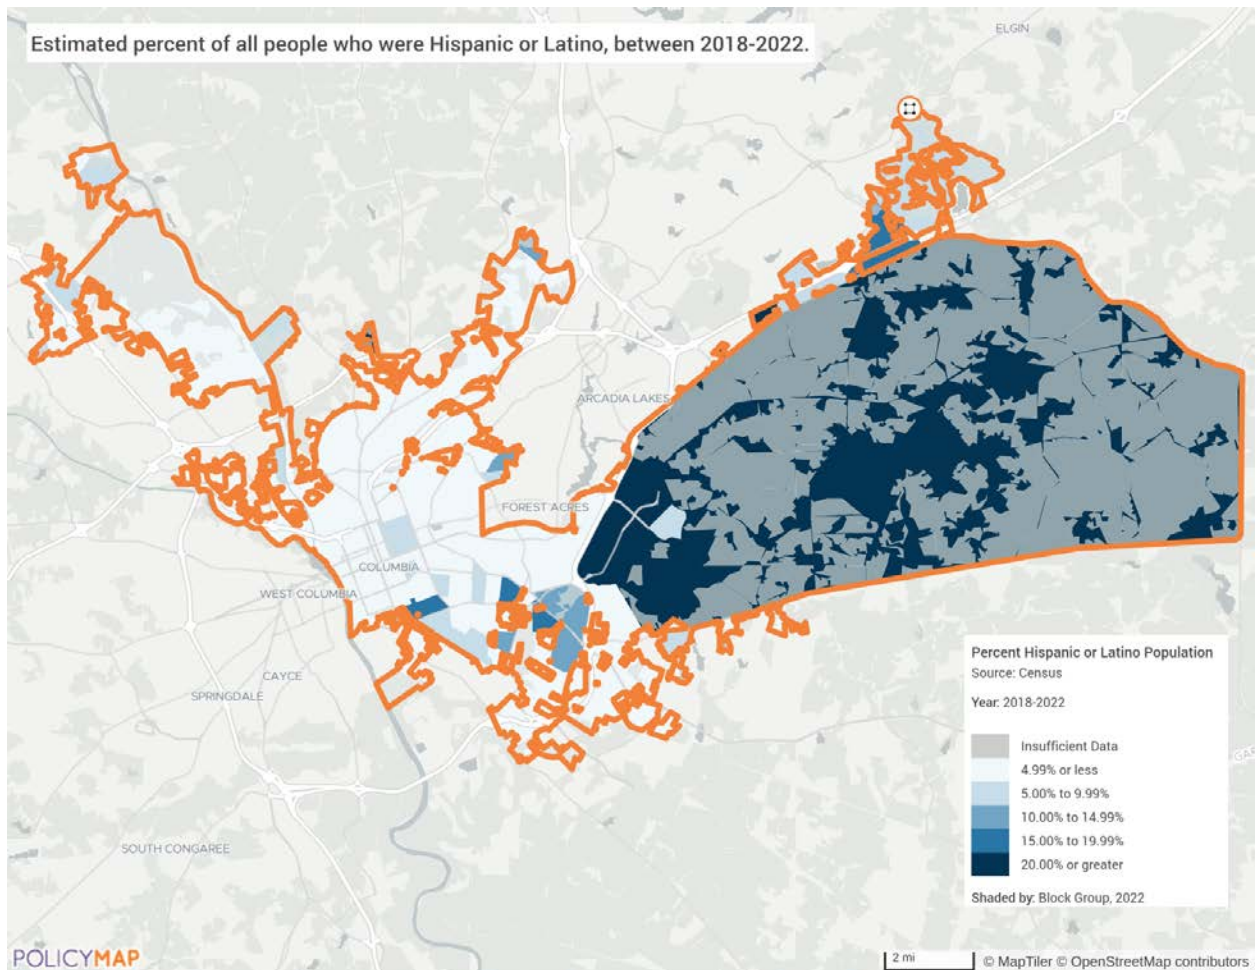 Estimated percent of all people who were Hispanic or Latino, between 2018-2022.
ELGIN
ARCADIA LAKES
FOREST ACRES
COLUMBIA
WEST COLUMBIA
CAYCE
SPRINGDALE
SOUTH CONGAREE
Percent Hispanic or Latino Population
Source: Census
Year: 2018-2022
Insufficient Data
4.99% or less
5.00% to 9.99%
10.00% to 14.99%
15.00% to 19.99%
20.00% or greater
Shaded by: Block Group, 2022
POLICYMAP
2 mi
© MapTiler © OpenStreetMap contributors